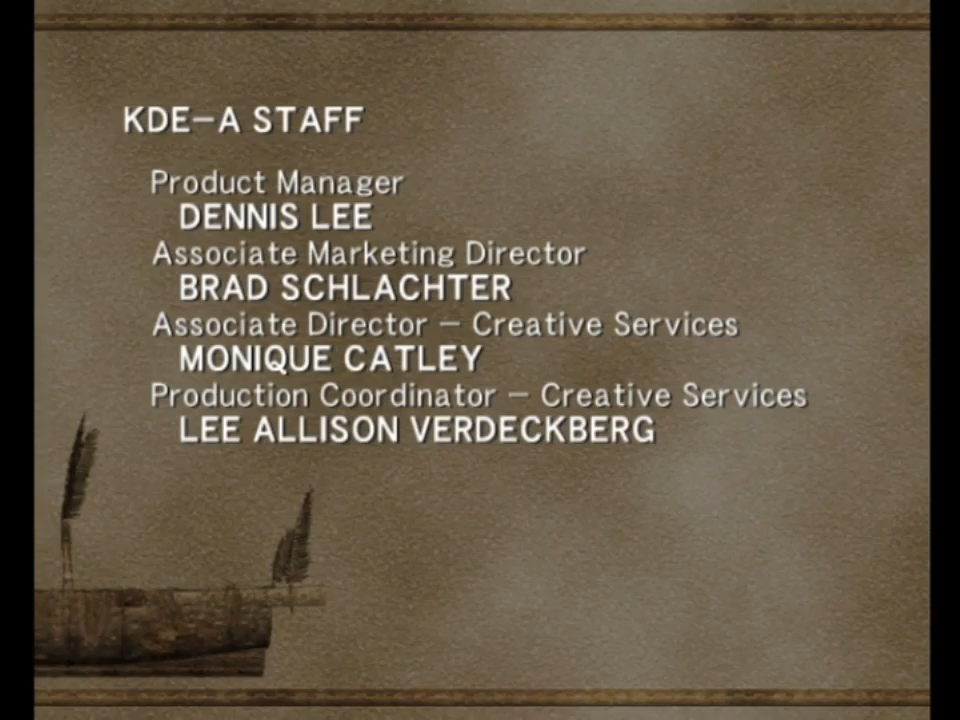 KDE-A STAFF
Product Manager
DENNIS LEE
Associate Marketing Director
BRAD SCHLACHTER
Associate Director - Creative Services
MONIQUE CATLEY
Production Coordinator - Creative Services
LEE ALLISON VERDECKBERG